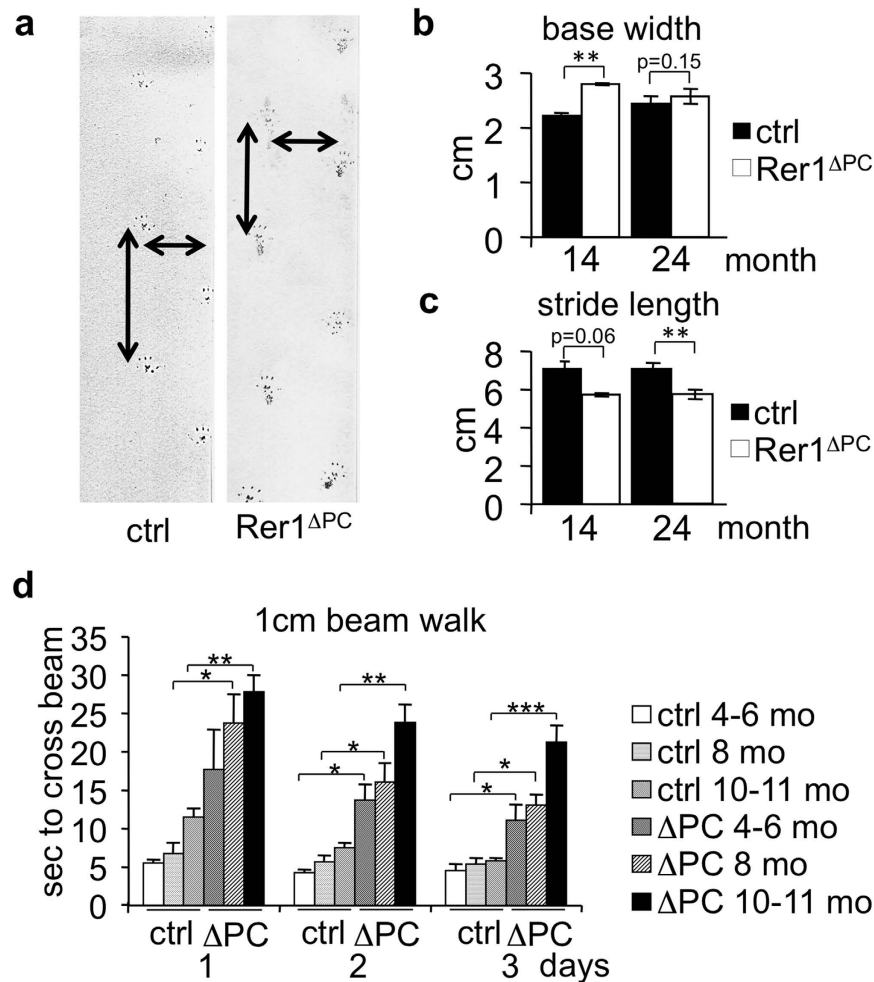 a
ctrl
Rer1ΔPC
b
base width
**
p=0.15
3
2
1
0
cm
14 24 month
ctrl
Rer1ΔPC
c
stride length
p=0.06
**
8
6
4
2
0
cm
14 24 month
ctrl
Rer1ΔPC
d
1cm beam walk
35
30
25
20
15
10
5
0
sec to cross beam
**
*
**
*
*
***
*
*
ctrl ΔPC ctrl ΔPC ctrl ΔPC
1 2 3 days
ctrl 4-6 mo
ctrl 8 mo
ctrl 10-11 mo
ΔPC 4-6 mo
ΔPC 8 mo
ΔPC 10-11 mo